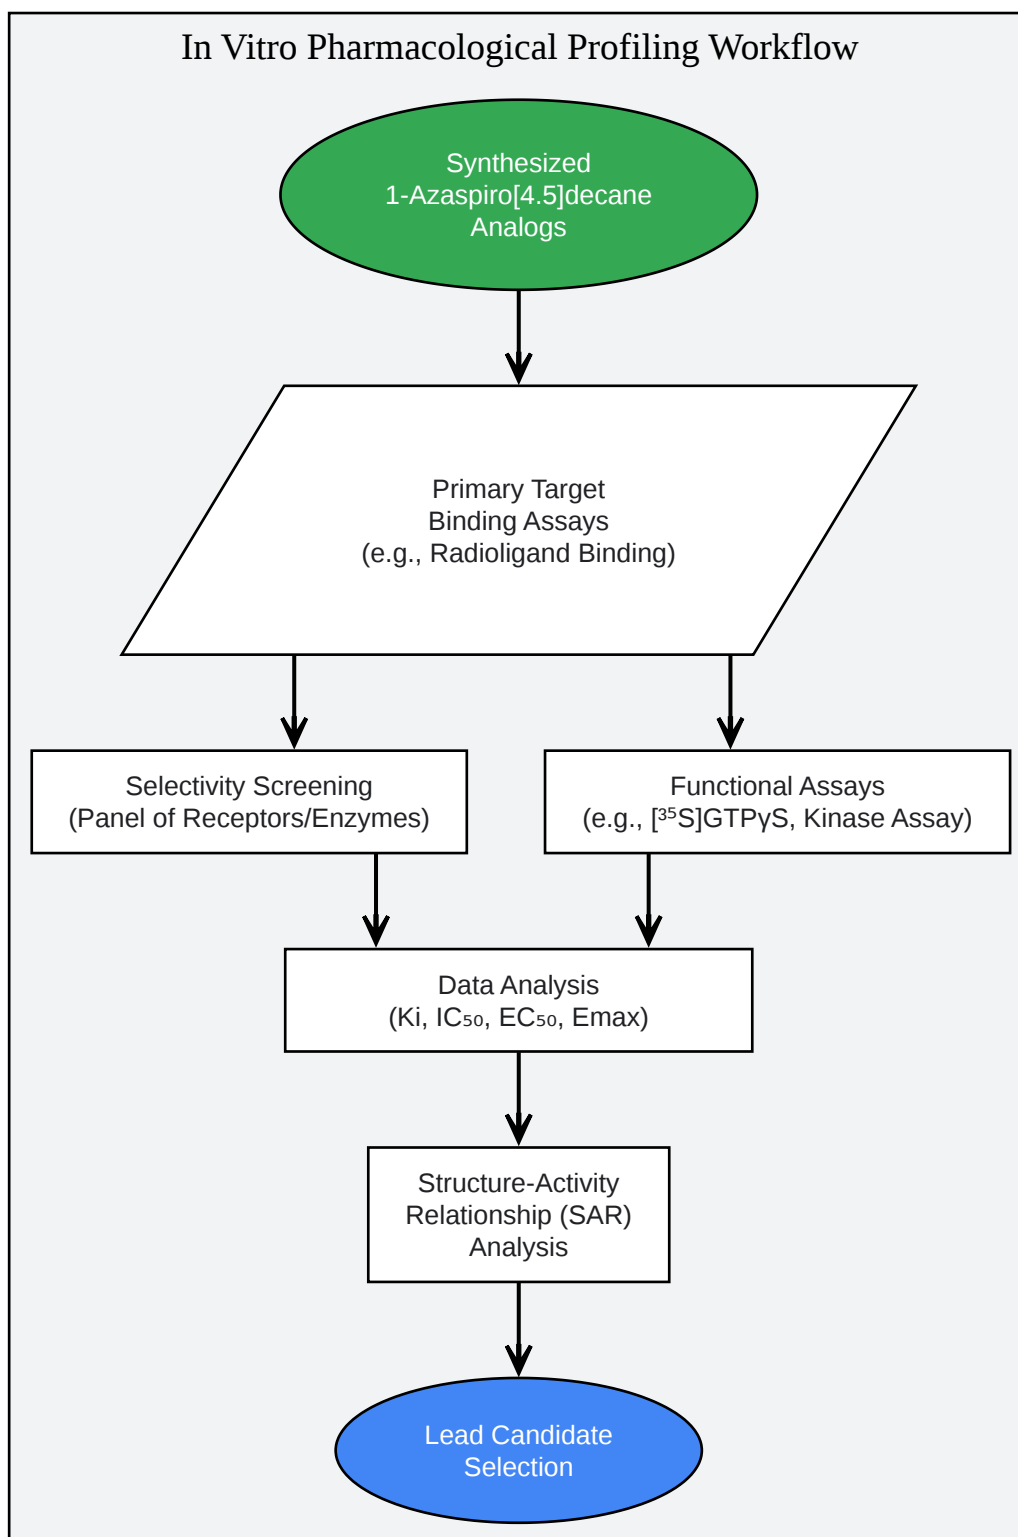 In Vitro Pharmacological Profiling Workflow
Synthesized
1-Azaspiro[4.5]decane
Analogs
Primary Target
Binding Assays
(e.g., Radioligand Binding)
Selectivity Screening
(Panel of Receptors/Enzymes)
Functional Assays
(e.g., [³⁵S]GTPγS, Kinase Assay)
Data Analysis
(Ki, IC₅₀, EC₅₀, Emax)
Structure-Activity
Relationship (SAR)
Analysis
Lead Candidate
Selection